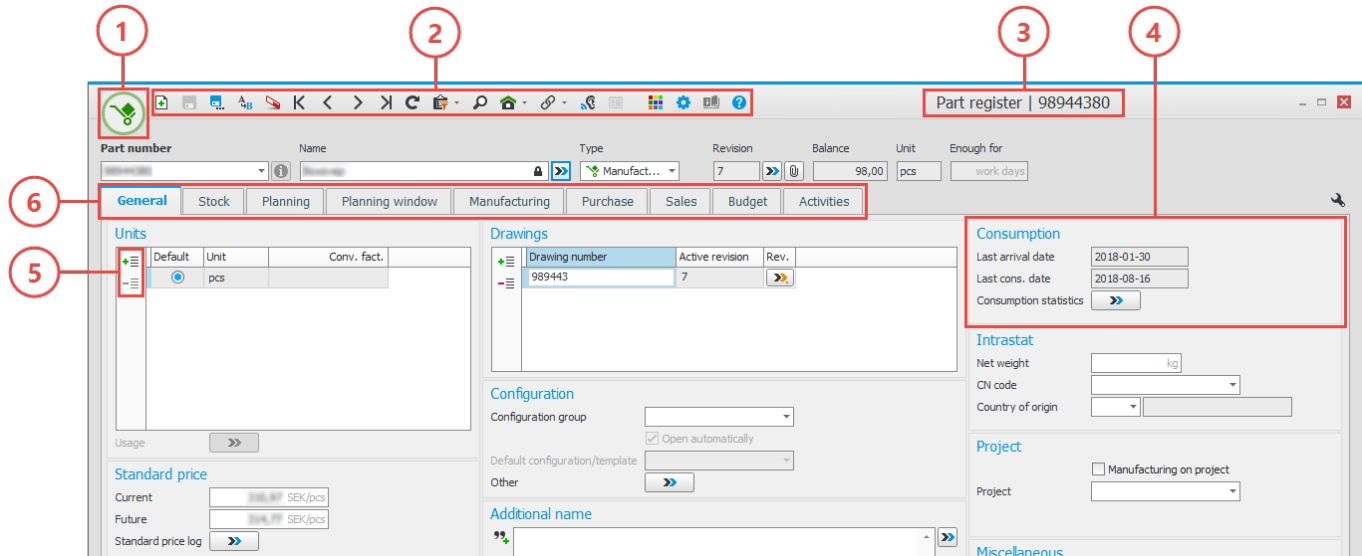 1 2 3 4
Part register | 98944380
Part number Name Type Revision Balance Unit Enough for
Manufact... 7 98,00 pcs work days
6 General Stock Planning Planning window Manufacturing Purchase Sales Budget Activities
Units
Default Unit Conv. fact.
5 pcs
Usage
Standard price
Current SEK/pcs
Future SEK/pcs
Standard price log
Drawings
Drawing number Active revision Rev.
989443 7
Configuration
Configuration group
Open automatically
Default configuration/template
Other
Additional name
Consumption
Last arrival date 2018-01-30
Last cons. date 2018-08-16
Consumption statistics
Intrastat
Net weight kg
CN code
Country of origin
Project
Manufacturing on project
Project
Miscellaneous